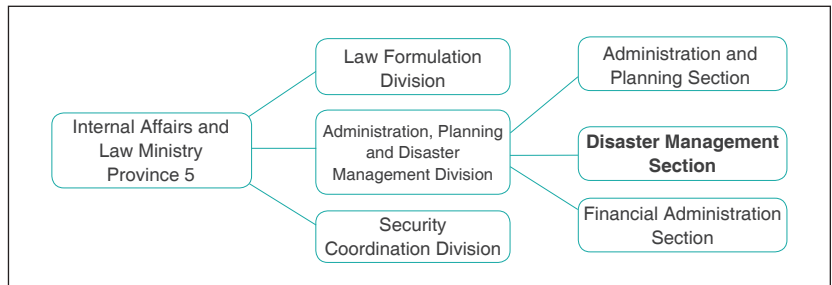 Internal Affairs and
Law Ministry
Province 5
Law Formulation
Division
Administration, Planning
and Disaster
Management Division
Security
Coordination Division
Administration and
Planning Section
Disaster Management
Section
Financial Administration
Section